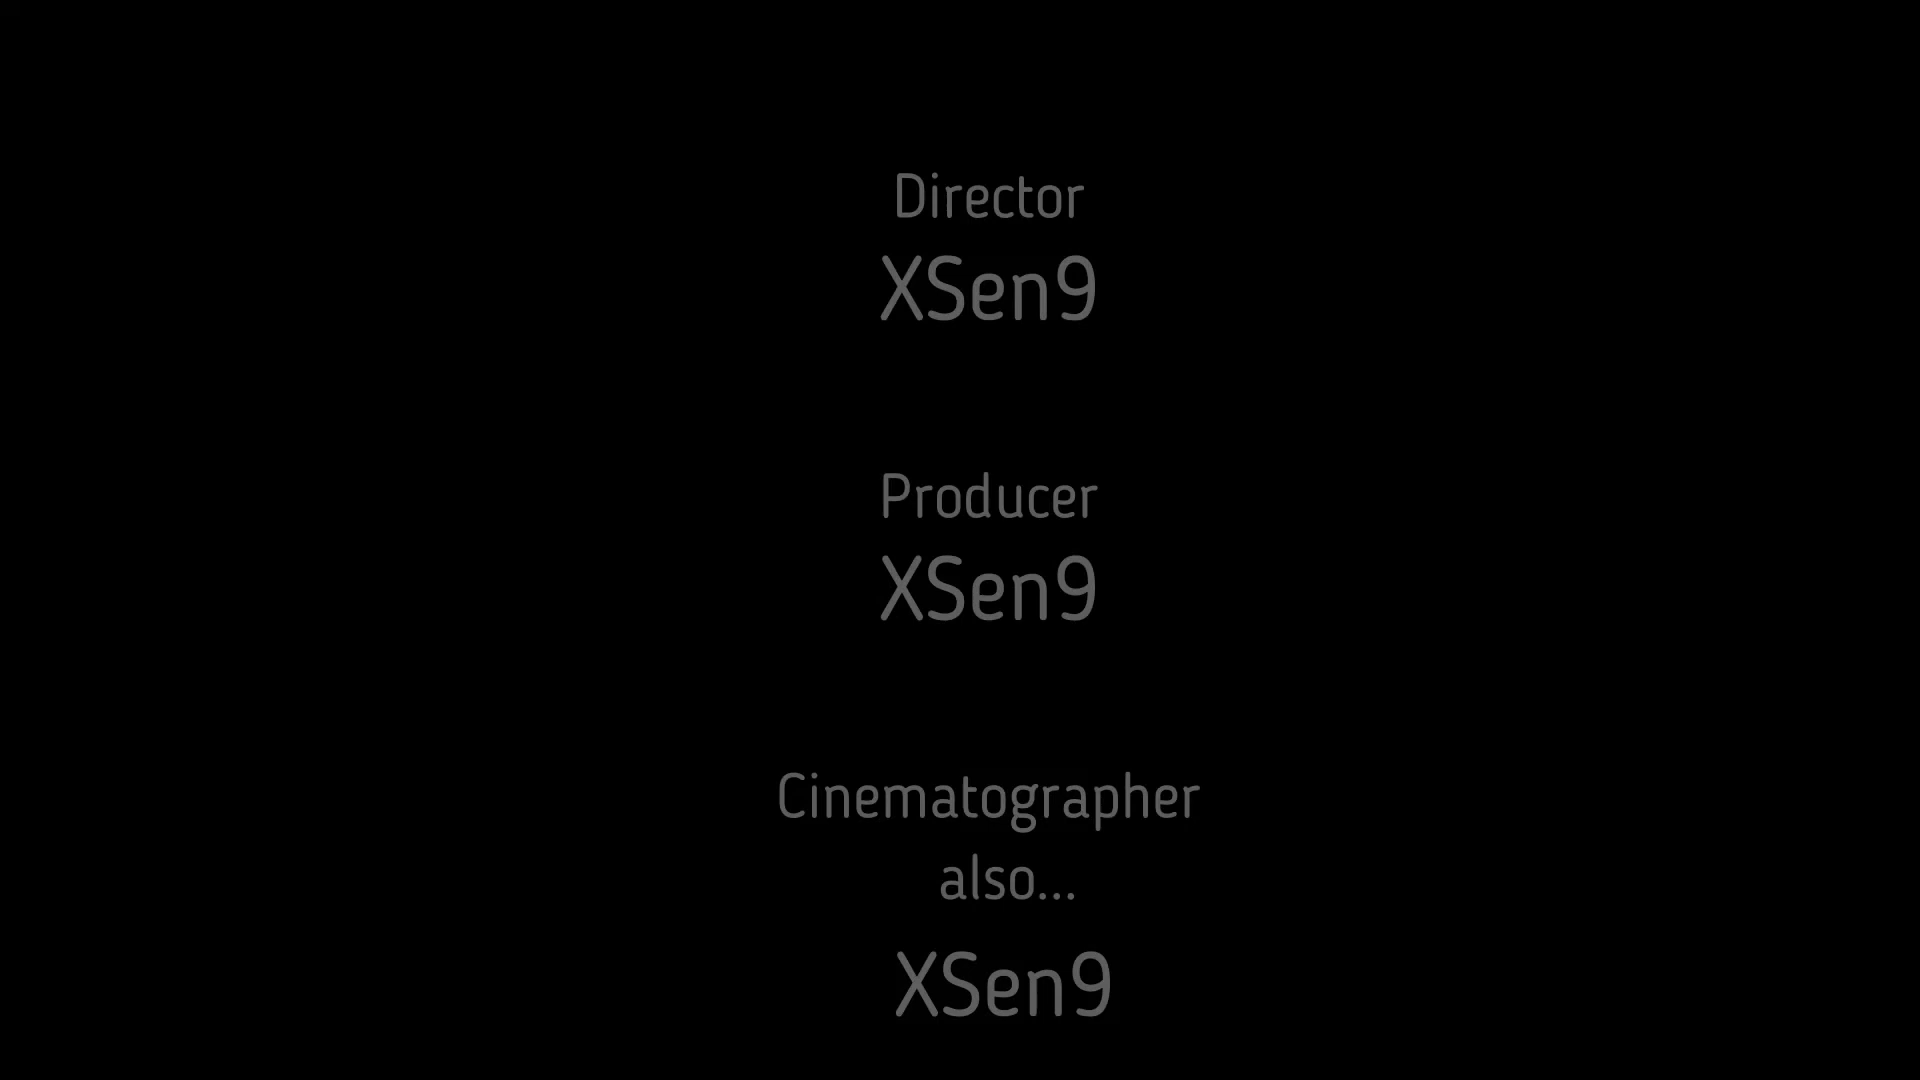 Director
XSen9
Producer
XSen9
Cinematographer
also...
XSen9